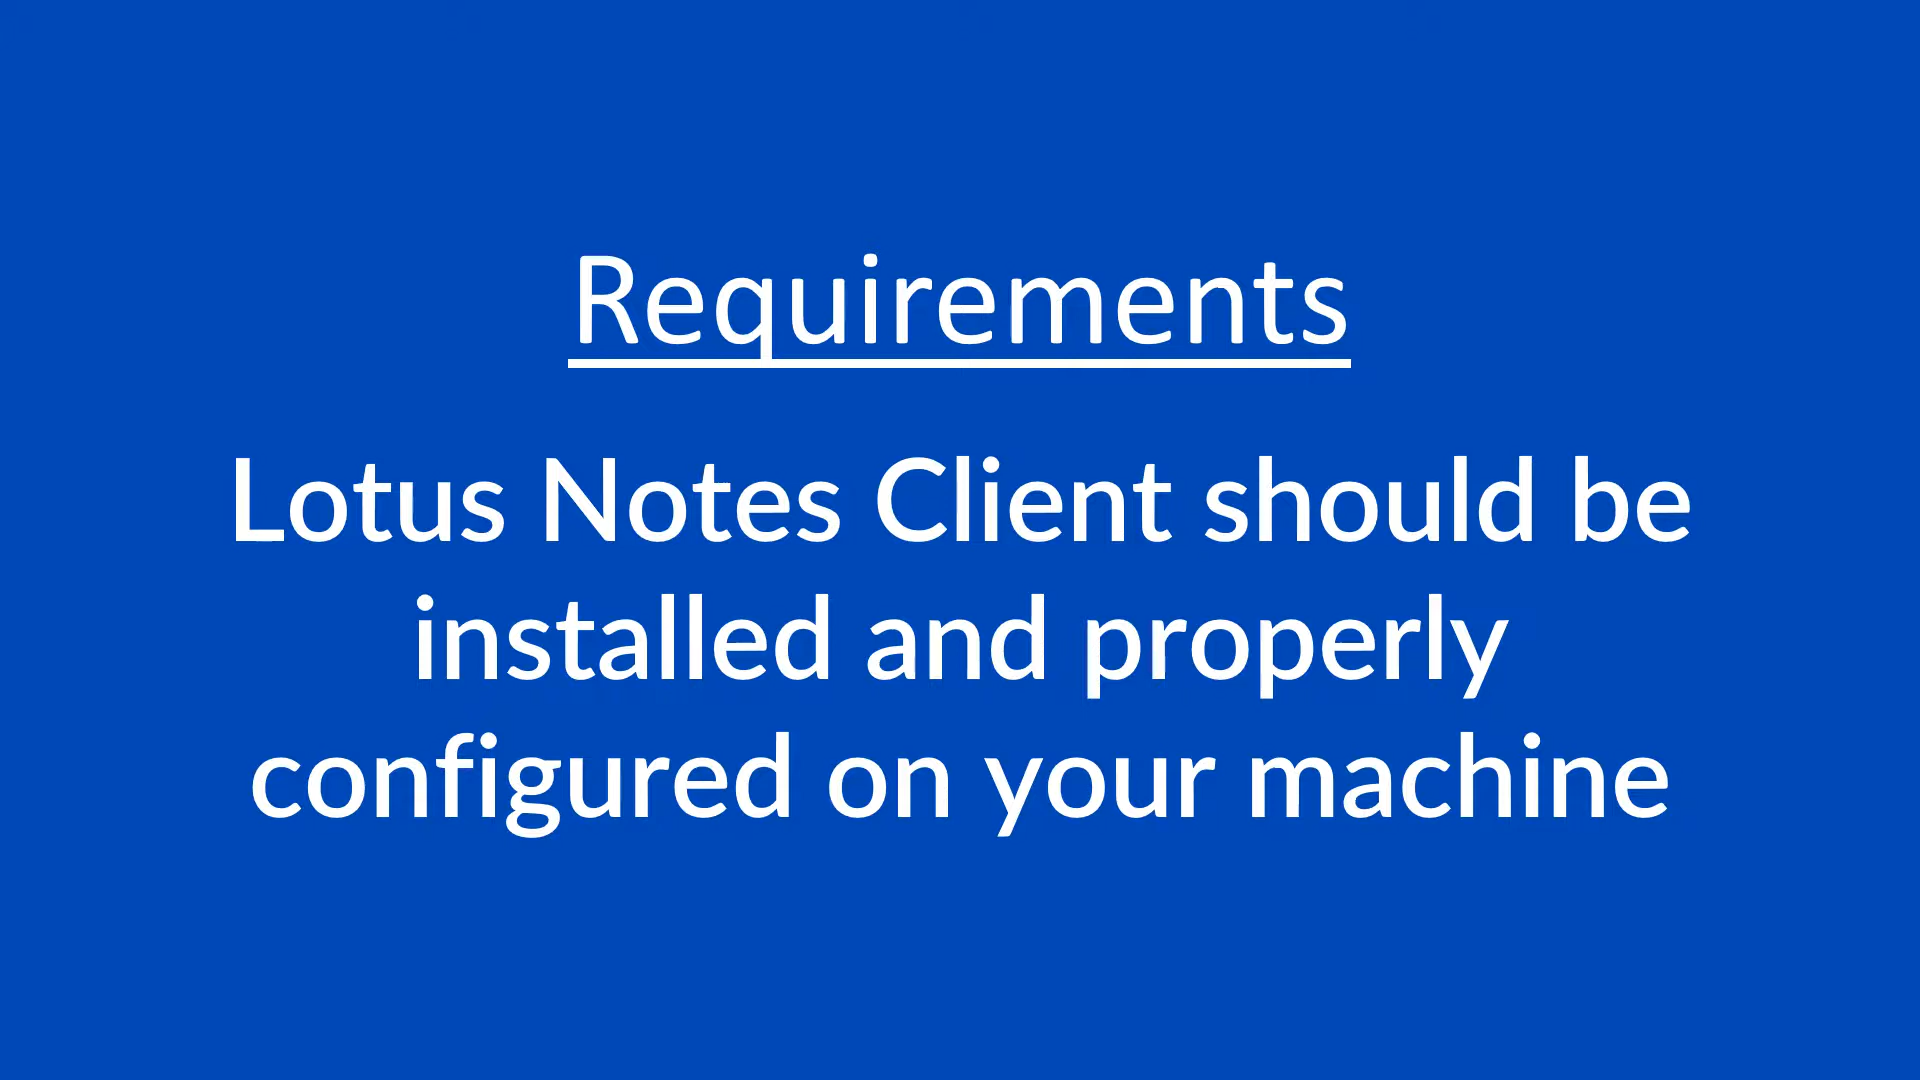 Requirements
Lotus Notes Client should be
installed and properly
configured on your machine